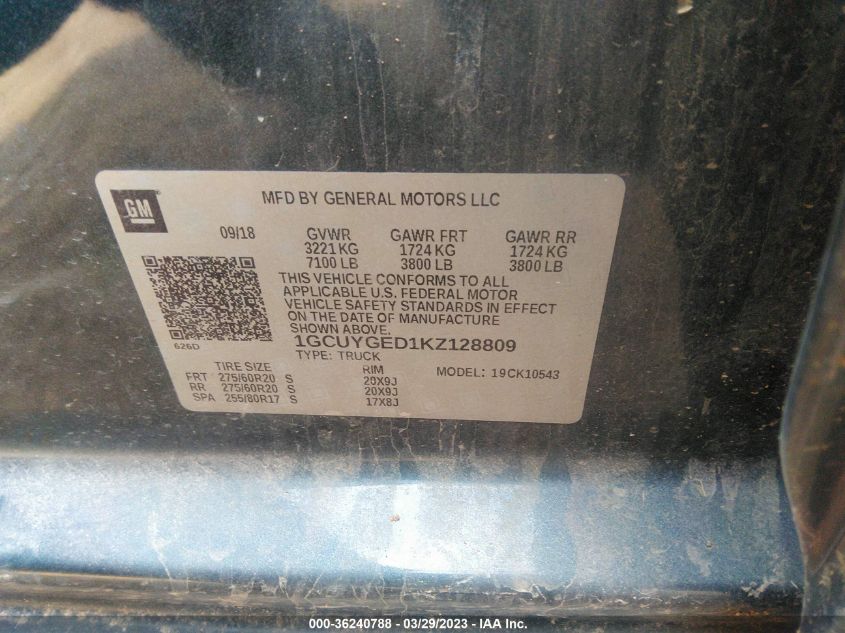 GM
MFD BY GENERAL MOTORS LLC
09/18 GVWR GAWR FRT GAWR RR
3221 KG 1724 KG 1724 KG
7100 LB 3800 LB 3800 LB
THIS VEHICLE CONFORMS TO ALL
APPLICABLE U.S. FEDERAL MOTOR
VEHICLE SAFETY STANDARDS IN EFFECT
ON THE DATE OF MANUFACTURE
SHOWN ABOVE.
626D
1GCUYGED1KZ128809
TYPE: TRUCK
TIRE SIZE RIM MODEL: 19CK10543
FRT 275/60R20 S 20X9J
RR 275/60R20 S 20X9J
SPA 255/80R17 S 17X8J
000-36240788 - 03/29/2023 - IAA Inc.